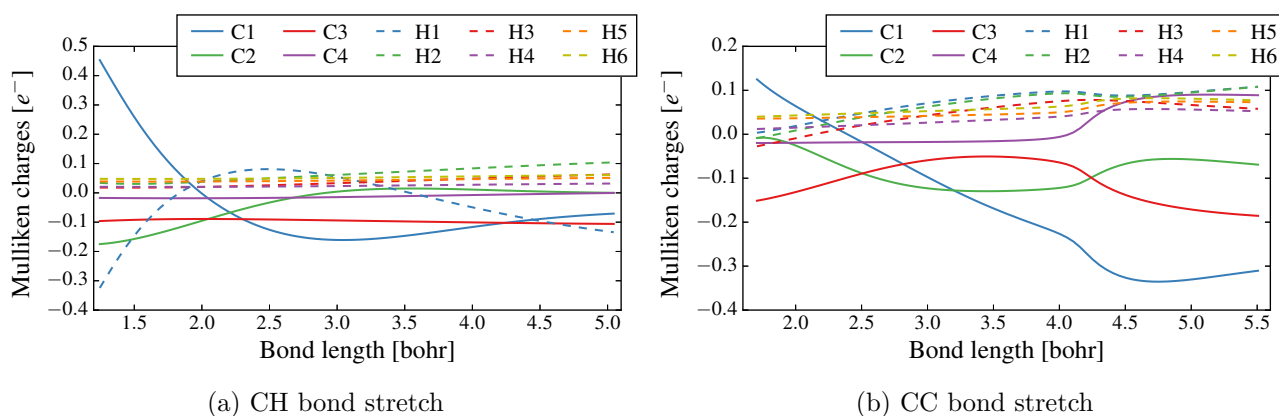 C1 C3 H1 H3 H5
C2 C4 H2 H4 H6
0.5
0.4
0.3
0.2
0.1
0.0
−0.1
−0.2
−0.3
−0.4
Mulliken charges [e⁻]
1.5 2.0 2.5 3.0 3.5 4.0 4.5 5.0
Bond length [bohr]
(a) CH bond stretch
C1 C3 H1 H3 H5
C2 C4 H2 H4 H6
0.2
0.1
0.0
−0.1
−0.2
−0.3
−0.4
Mulliken charges [e⁻]
2.0 2.5 3.0 3.5 4.0 4.5 5.0 5.5
Bond length [bohr]
(b) CC bond stretch